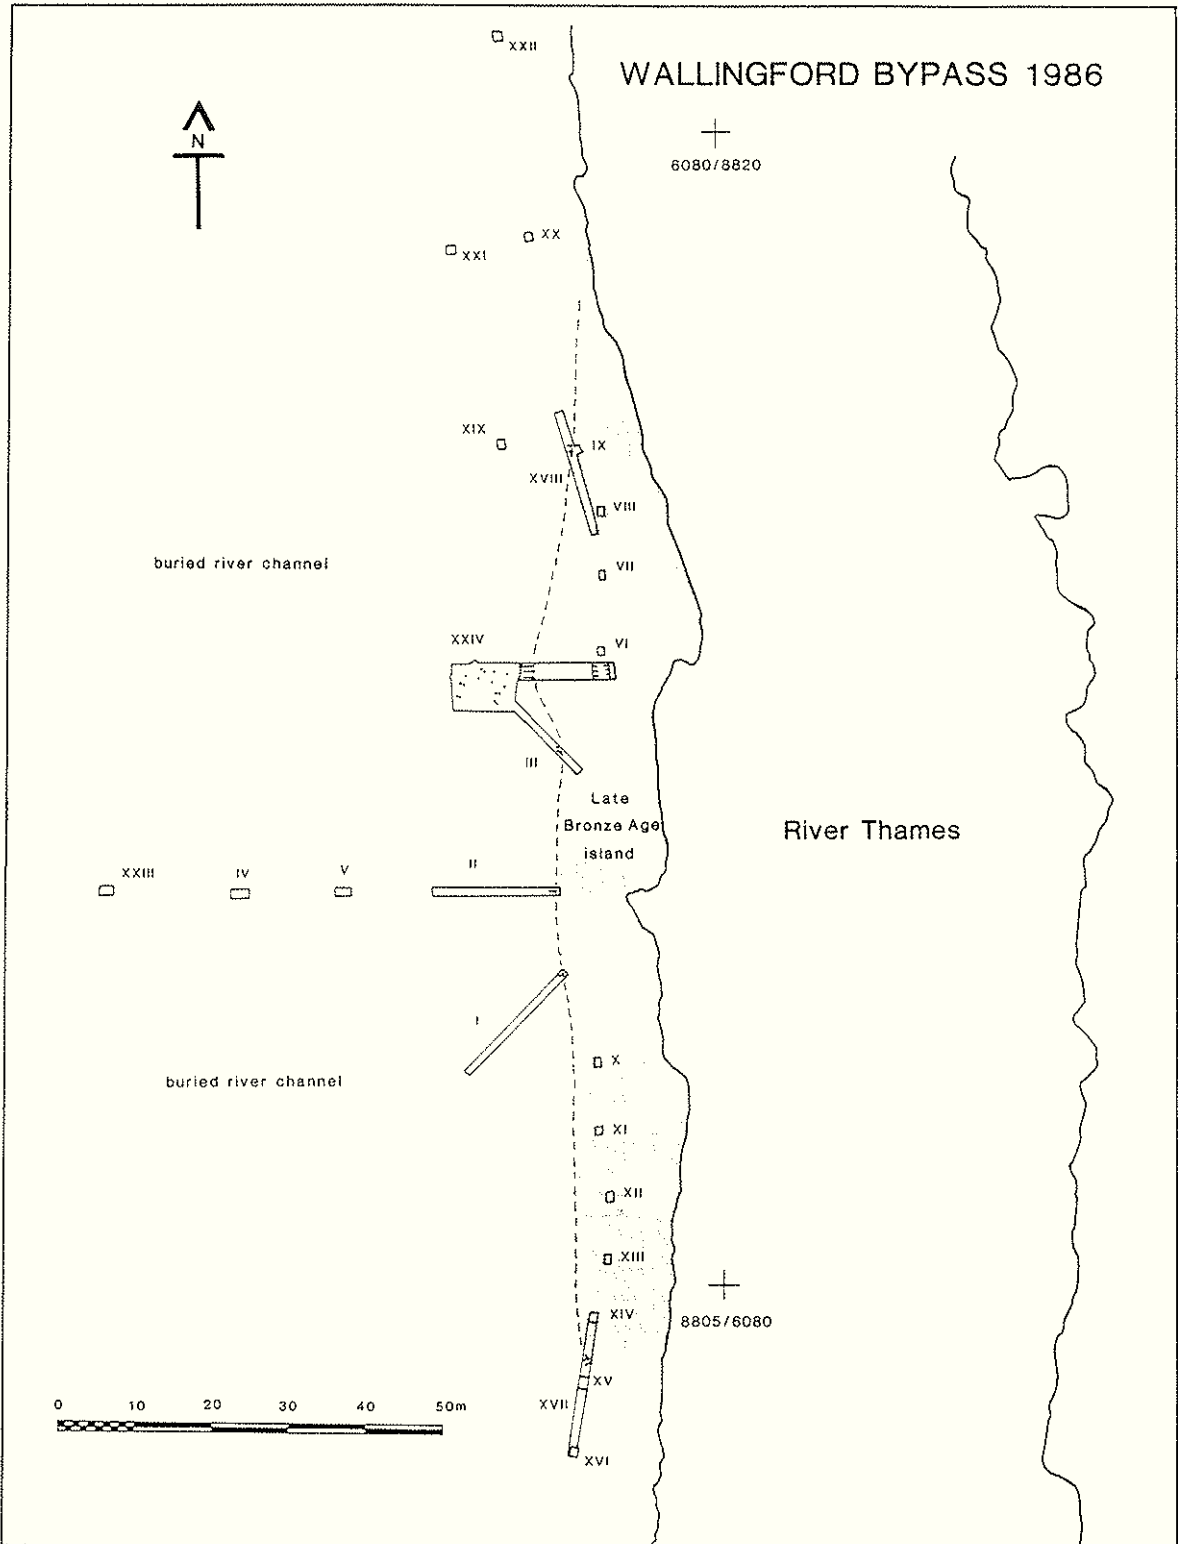 XXII
WALLINGFORD BYPASS 1986
N
6080/8820
XX
XXI
XIX
IX
XVIII
VIII
buried river channel
VII
XXIV
VI
III
Late
Bronze Age
island
River Thames
XXIII
IV
V
II
I
X
buried river channel
XI
XII
XIII
XIV
8805/6080
XV
XVII
0 10 20 30 40 50m
XVI